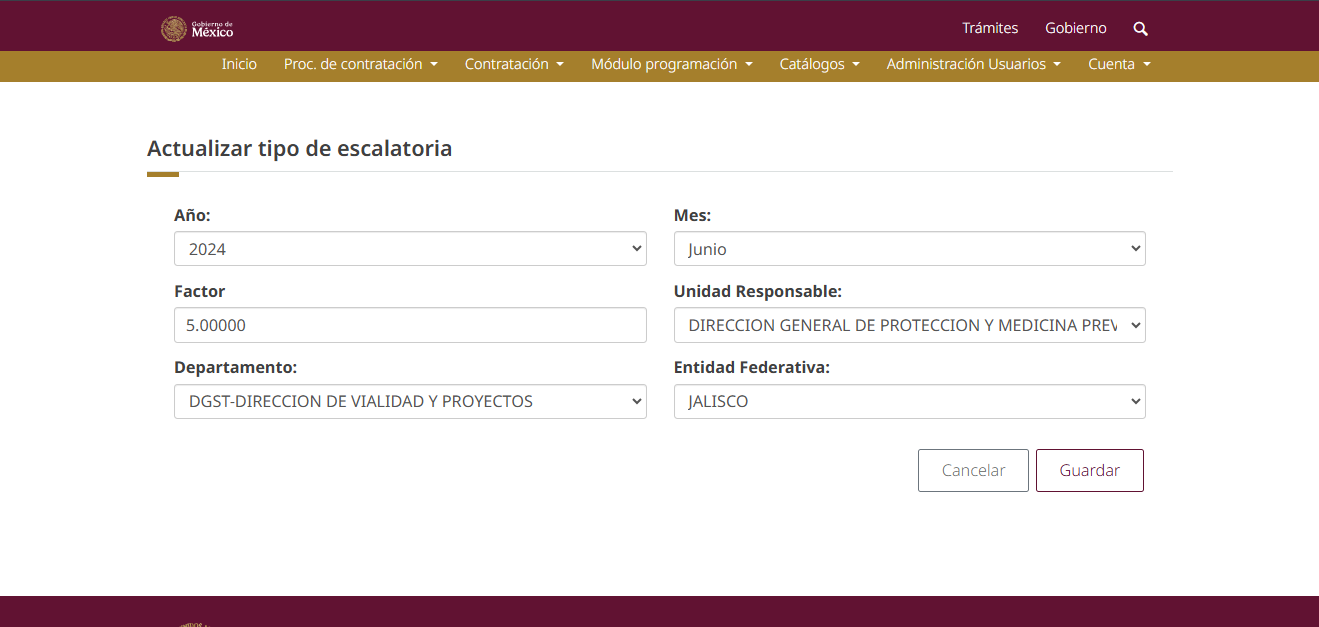 Gobierno de
México
Trámites Gobierno
Inicio Proc. de contratación Contratación Módulo programación Catálogos Administración Usuarios Cuenta
Actualizar tipo de escalatoria
Año: Mes:
2024 Junio
Factor Unidad Responsable:
5.00000 DIRECCION GENERAL DE PROTECCION Y MEDICINA PREV
Departamento: Entidad Federativa:
DGST-DIRECCION DE VIALIDAD Y PROYECTOS JALISCO
Cancelar Guardar